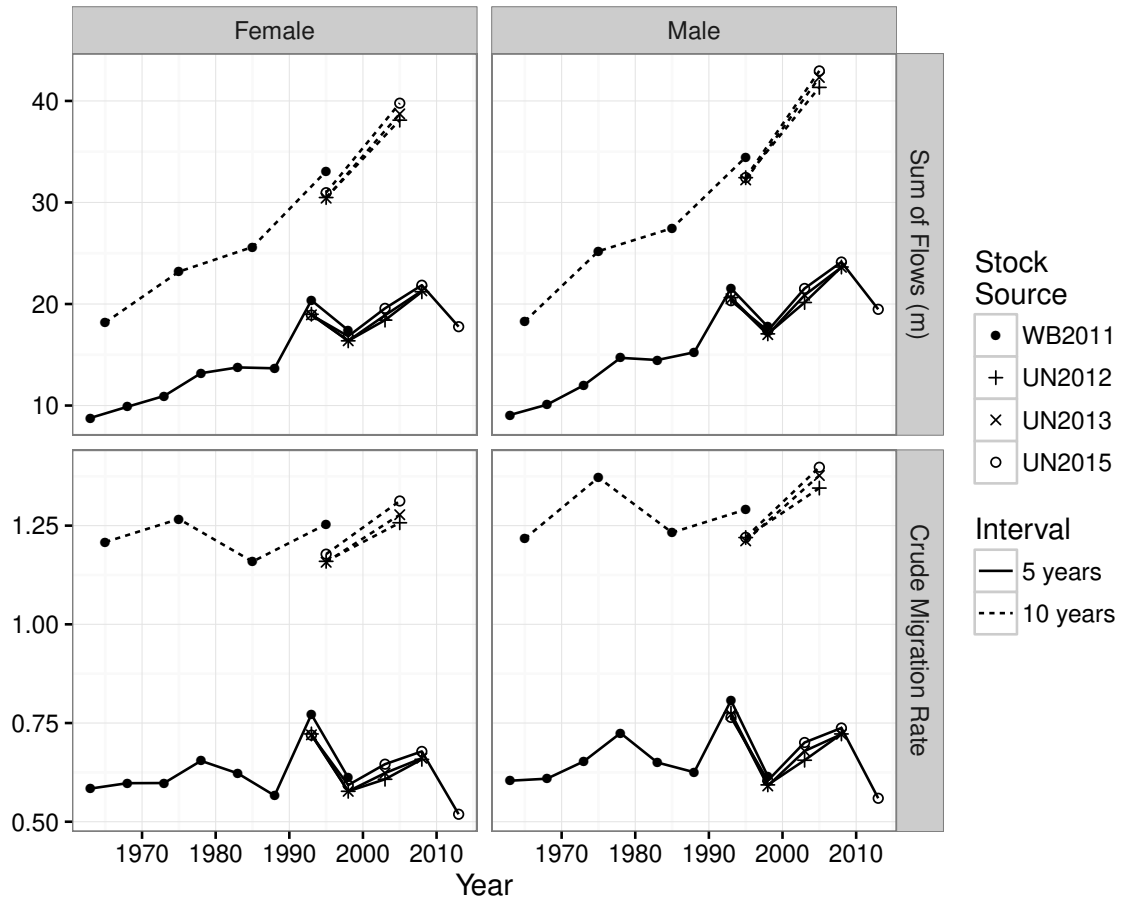 Female
Male
40
30
20
10
Sum of Flows (m)
1.25
1.00
0.75
0.50
Crude Migration Rate
1970 1980 1990 2000 2010
1970 1980 1990 2000 2010
Year
Stock
Source
WB2011
UN2012
UN2013
UN2015
Interval
5 years
10 years